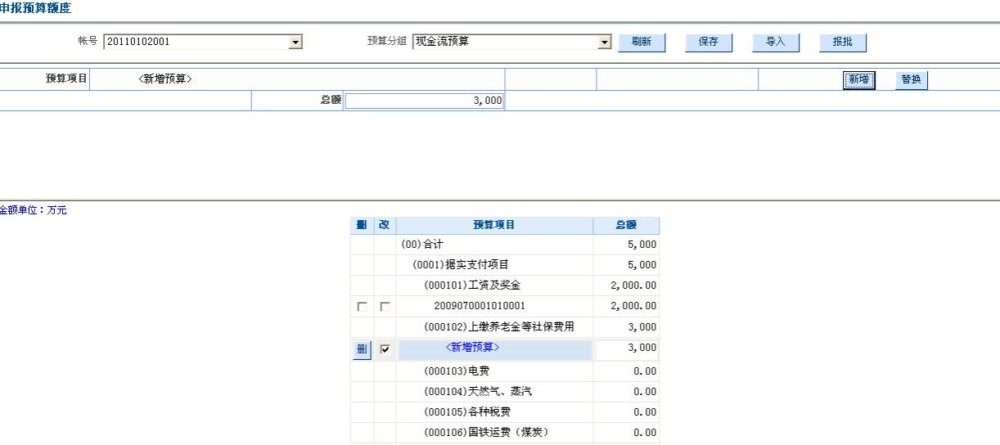 申报预算额度
帐号 20110102001 预算分组 现金流预算 刷新 保存 导入 报批
预算项目 <新增预算> 新增 替换
总额 3,000
金额单位：万元
删 改 预算项目 总额
(00)合计 5,000
(0001)据实支付项目 5,000
(000101)工资及奖金 2,000.00
2009070001010001 2,000.00
(000102)上缴养老金等社保费用 3,000
删 <新增预算> 3,000
(000103)电费 0.00
(000104)天然气、蒸汽 0.00
(000105)各种税费 0.00
(000106)国铁运费（煤炭） 0.00